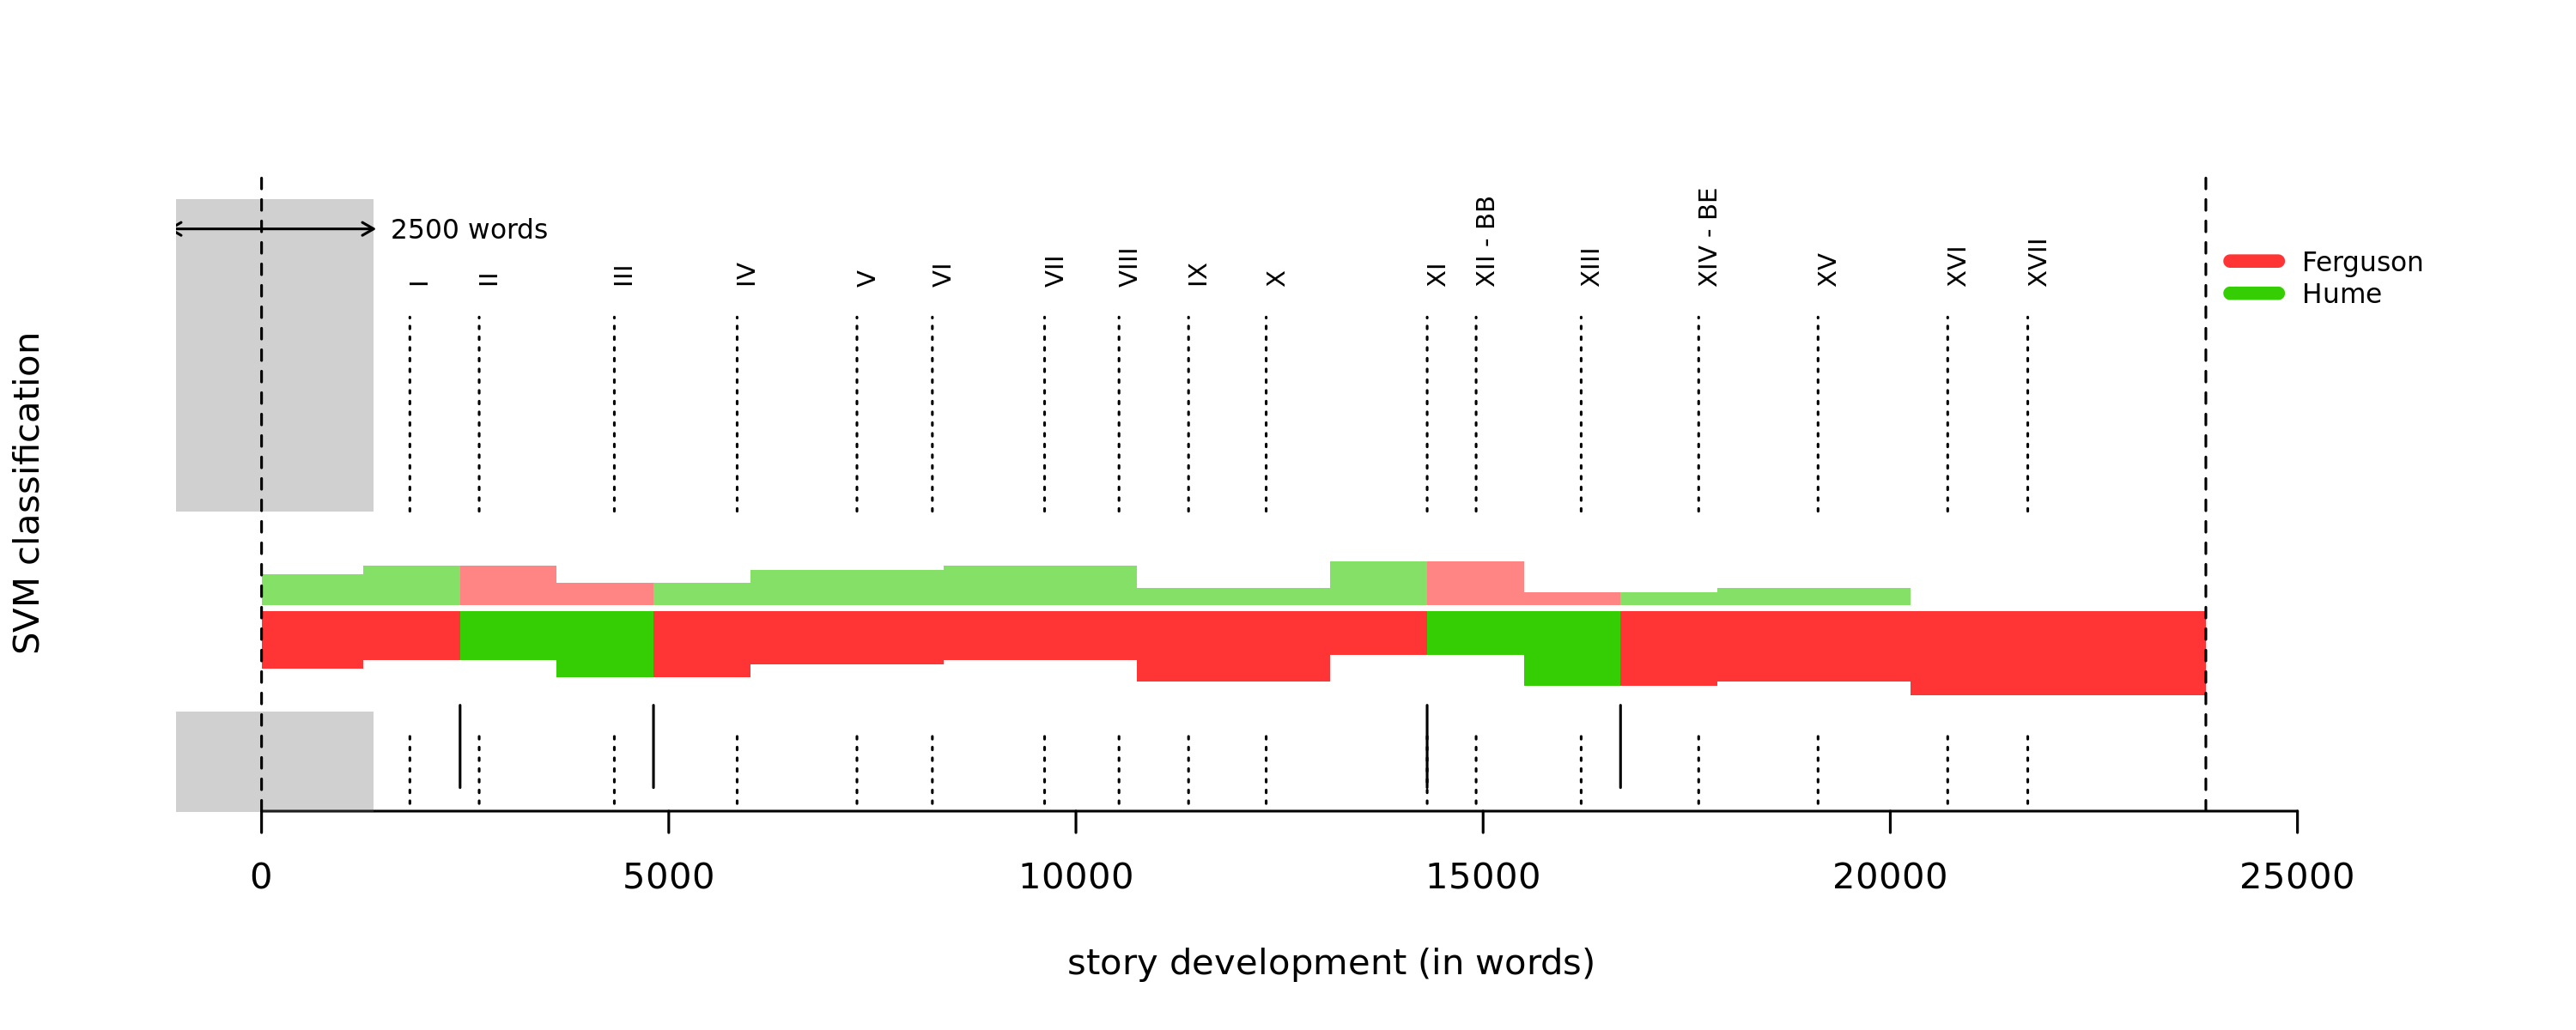 2500 words
I
II
III
IV
V
VI
VII
VIII
IX
X
XI
XII - BB
XIII
XIV - BE
XV
XVI
XVII
Ferguson
Hume
SVM classification
0
5000
10000
15000
20000
25000
story development (in words)